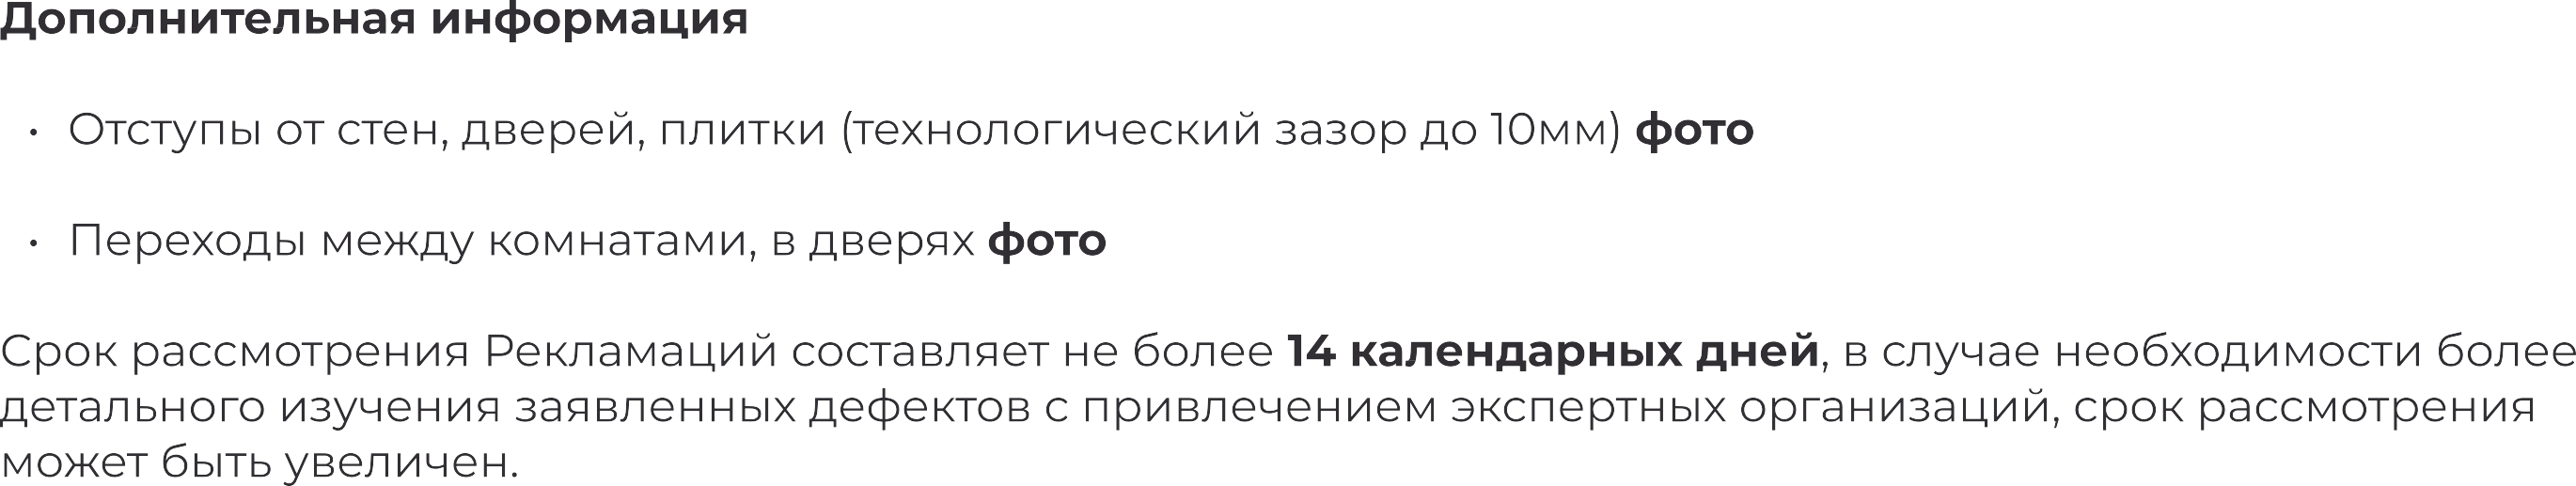 Дополнительная информация
• Отступы от стен, дверей, плитки (технологический зазор до 10мм) фото
• Переходы между комнатами, в дверях фото
Срок рассмотрения Рекламаций составляет не более 14 календарных дней, в случае необходимости более
детального изучения заявленных дефектов с привлечением экспертных организаций, срок рассмотрения
может быть увеличен.